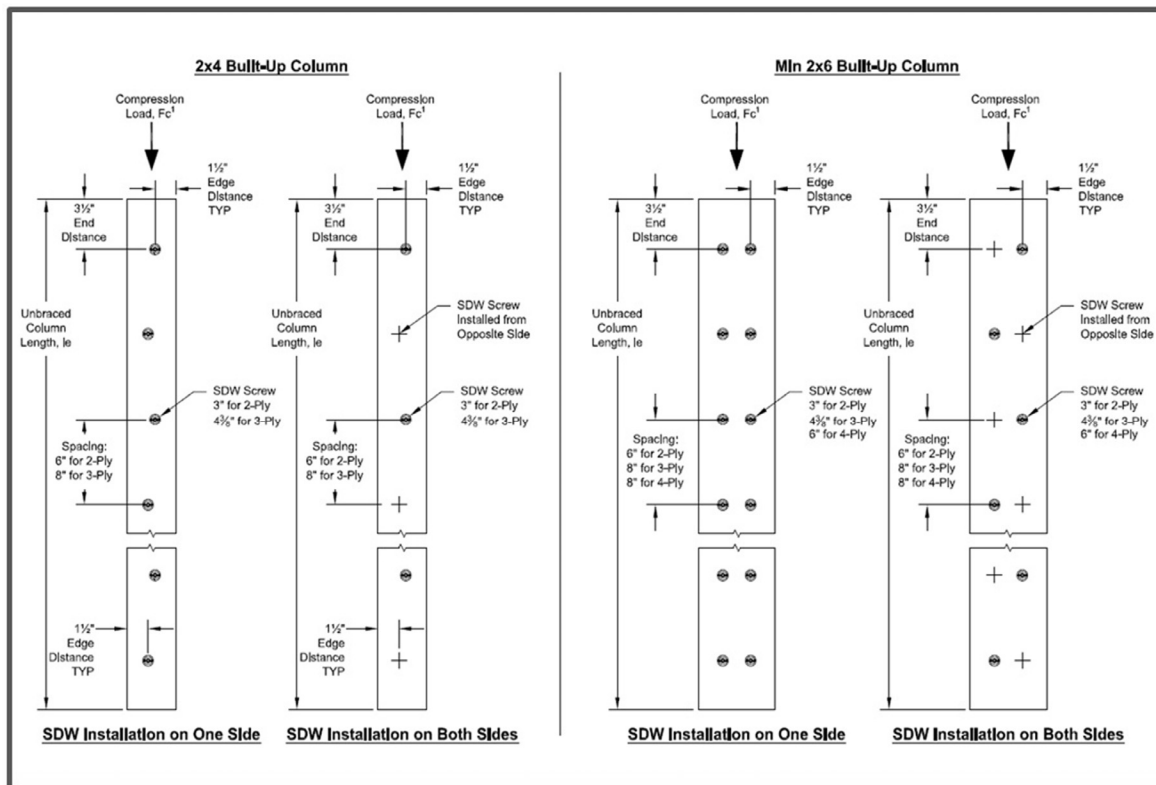 2x4 Built-Up Column
Compression
Load, Fc¹
1½"
Edge
Distance
TYP
3½"
End
Distance
Unbraced
Column
Length, le
SDW Screw
3" for 2-Ply
4⅜" for 3-Ply
Spacing:
6" for 2-Ply
8" for 3-Ply
1½"
Edge
Distance
TYP
SDW Installation on One Side
Compression
Load, Fc¹
1½"
Edge
Distance
TYP
3½"
End
Distance
Unbraced
Column
Length, le
SDW Screw
Installed from
Opposite Side
SDW Screw
3" for 2-Ply
4⅜" for 3-Ply
Spacing:
6" for 2-Ply
8" for 3-Ply
1½"
Edge
Distance
TYP
SDW Installation on Both Sides
Min 2x6 Built-Up Column
Compression
Load, Fc¹
1½"
Edge
Distance
TYP
3½"
End
Distance
Unbraced
Column
Length, le
SDW Screw
3" for 2-Ply
4⅜" for 3-Ply
6" for 4-Ply
Spacing:
6" for 2-Ply
8" for 3-Ply
8" for 4-Ply
SDW Installation on One Side
Compression
Load, Fc¹
1½"
Edge
Distance
TYP
3½"
End
Distance
Unbraced
Column
Length, le
SDW Screw
Installed from
Opposite Side
SDW Screw
3" for 2-Ply
4⅜" for 3-Ply
6" for 4-Ply
Spacing:
6" for 2-Ply
8" for 3-Ply
8" for 4-Ply
SDW Installation on Both Sides